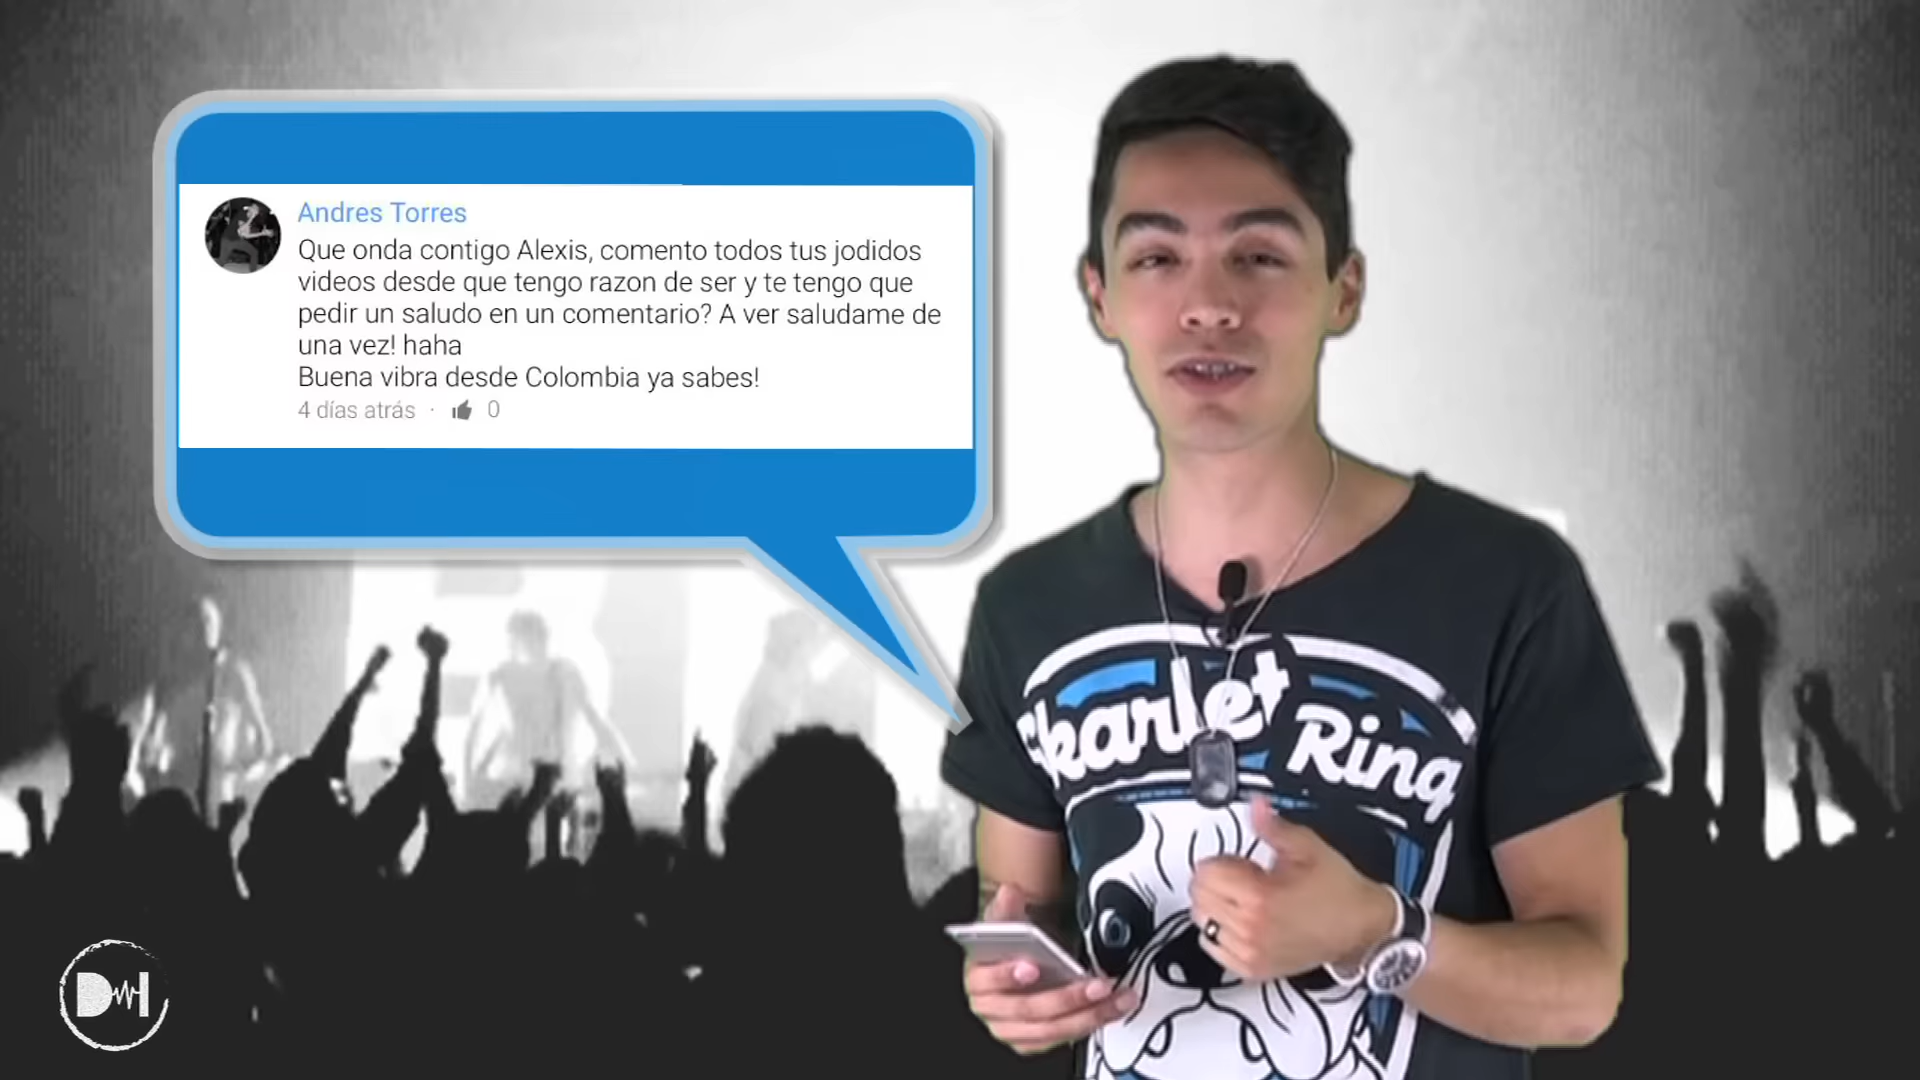 Andres Torres
Que onda contigo Alexis, comento todos tus jodidos
videos desde que tengo razon de ser y te tengo que
pedir un saludo en un comentario? A ver saludame de
una vez! haha
Buena vibra desde Colombia ya sabes!
4 días atrás · 0
Skarlet
Ring
DH